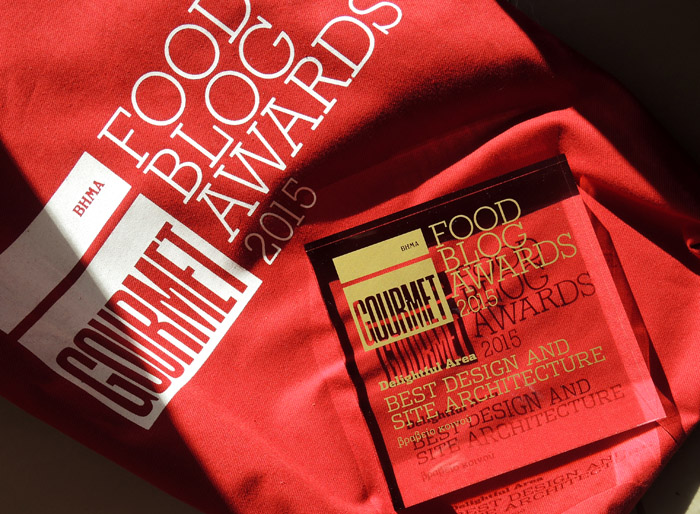 FOOD
BLOG
AWARDS
2015
BHMA
GOURMET
BHMA
GOURMET
FOOD
BLOG
AWARDS
2015
Delightful Area
BEST DESIGN AND
SITE ARCHITECTURE
βραβείο κοινού